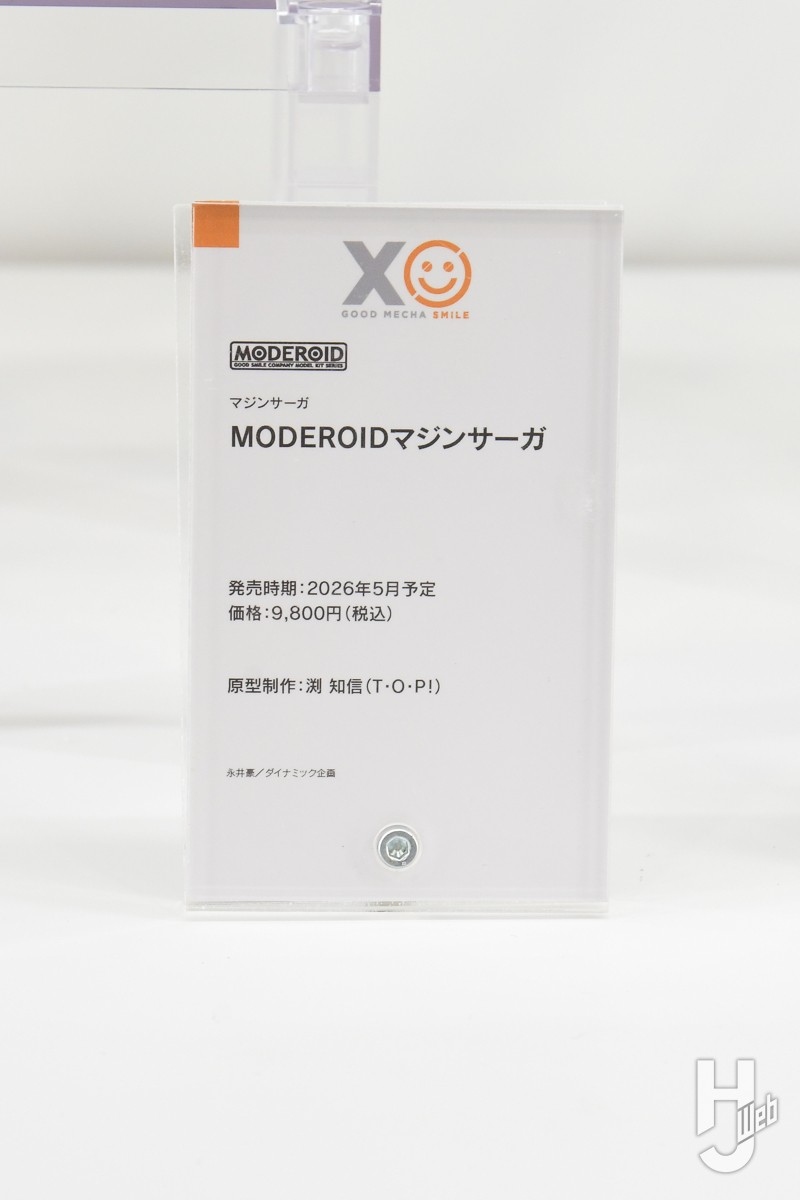 XO
GOOD MECHA SMILE
MODEROID
GOOD SMILE COMPANY MODEL KIT SERIES
マジンサーガ
MODEROIDマジンサーガ
発売時期：2026年5月予定
価格：9,800円（税込）
原型制作：渕 知信（T・O・P!）
永井豪／ダイナミック企画
HJ Web